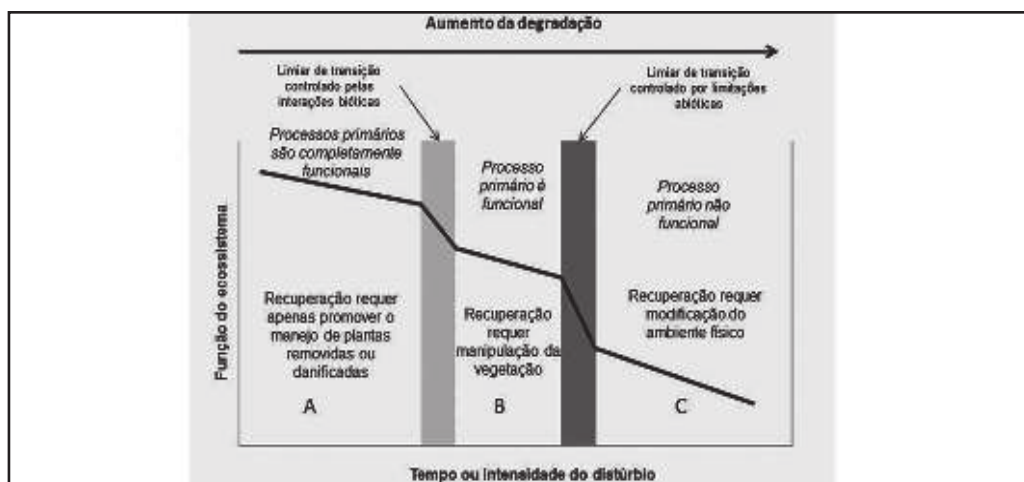 Aumento da degradação
Limiar de transição
controlado pelas
interações bióticas
Limiar de transição
controlado por limitações
abióticas
Processos primários
são completamente
funcionais
Processo
primário é
funcional
Processo
primário não
funcional
Função do ecossistema
Recuperação requer
apenas promover o
manejo de plantas
removidas ou
danificadas
Recuperação
requer
manipulação da
vegetação
Recuperação requer
modificação do
ambiente físico
A
B
C
Tempo ou intensidade do distúrbio